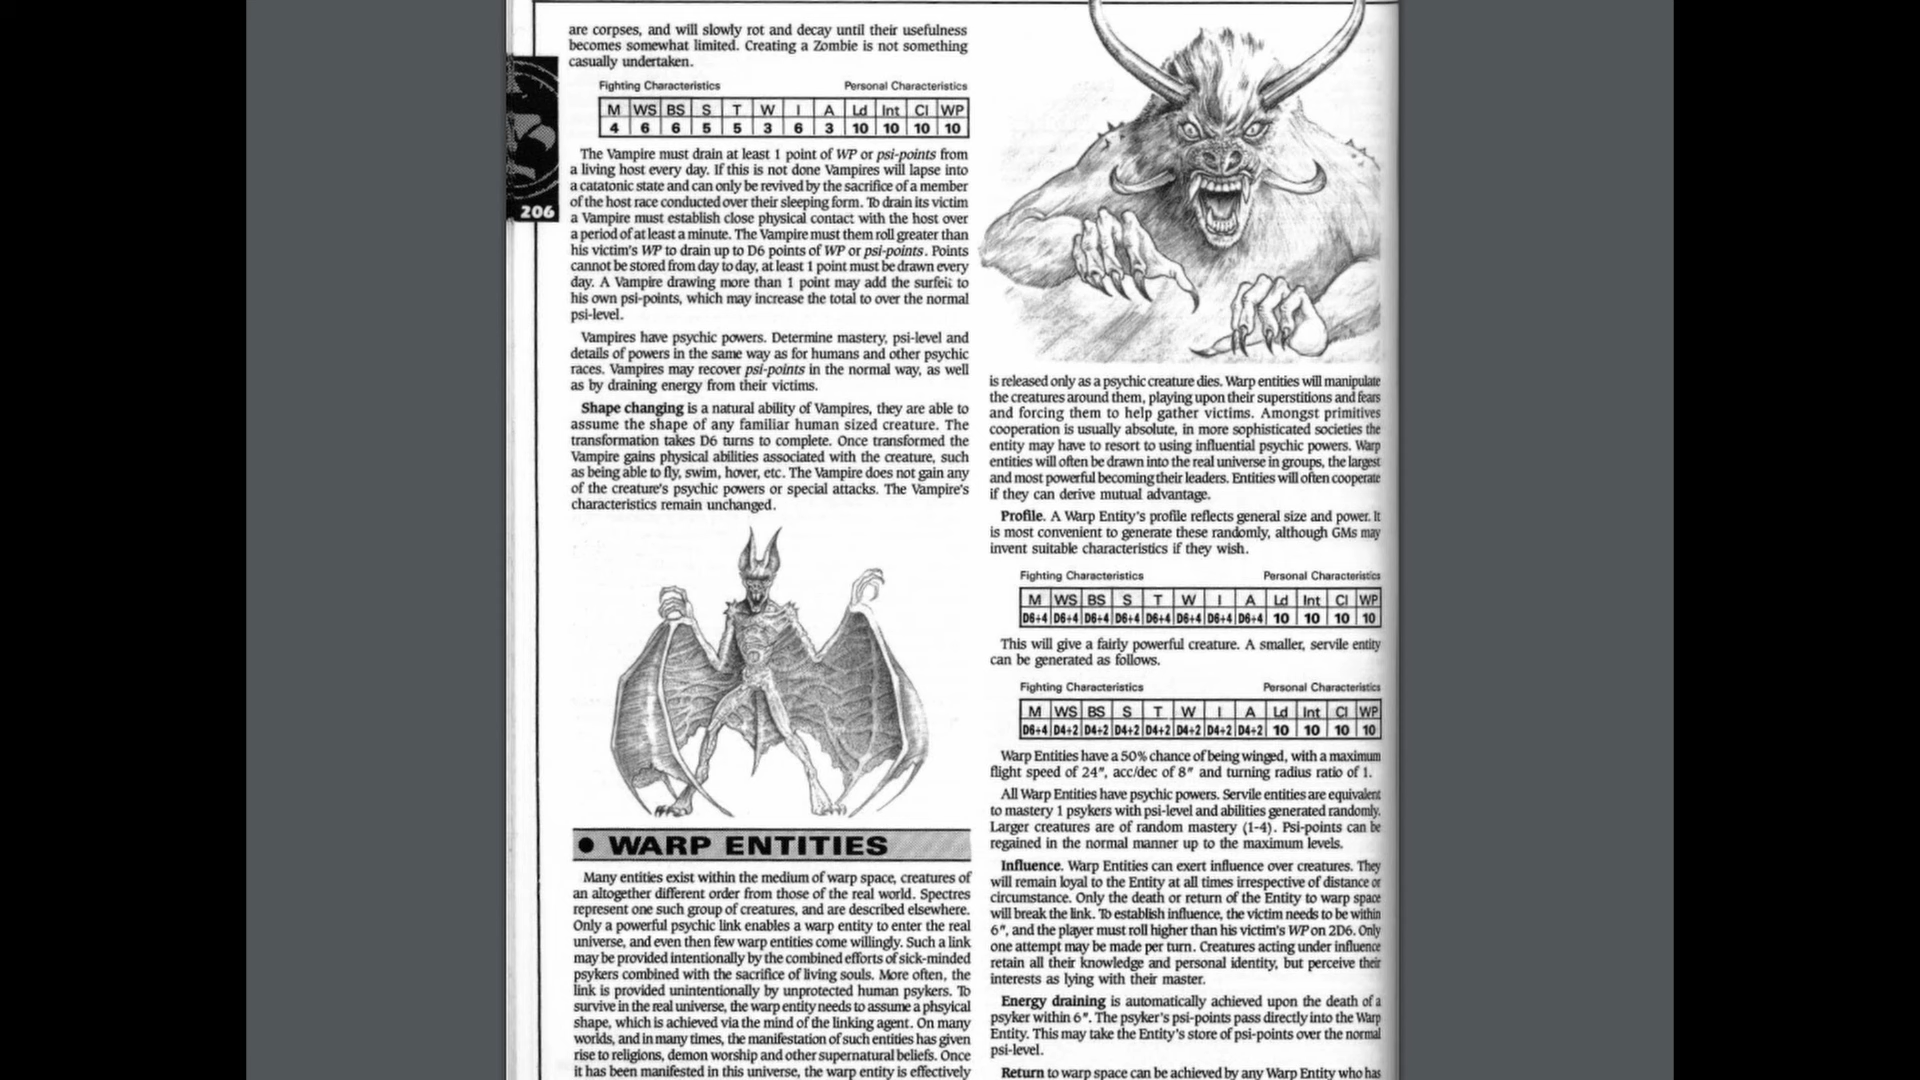 are corpses, and will slowly rot and decay until their usefulness
becomes somewhat limited. Creating a Zombie is not something
casually undertaken.
Fighting Characteristics Personal Characteristics
M WS BS S T W I A Ld Int Cl WP
4 6 6 5 5 3 6 3 10 10 10 10
206
The Vampire must drain at least 1 point of WP or psi-points from
a living host every day. If this is not done Vampires will lapse into
a catatonic state and can only be revived by the sacrifice of a member
of the host race conducted over their sleeping form. To drain its victim
a Vampire must establish close physical contact with the host over
a period of at least a minute. The Vampire must them roll greater than
his victim's WP to drain up to D6 points of WP or psi-points. Points
cannot be stored from day to day, at least 1 point must be drawn every
day. A Vampire drawing more than 1 point may add the surfeit to
his own psi-points, which may increase the total to over the normal
psi-level.
Vampires have psychic powers. Determine mastery, psi-level and
details of powers in the same way as for humans and other psychic
races. Vampires may recover psi-points in the normal way, as well
as by draining energy from their victims.
Shape changing is a natural ability of Vampires, they are able to
assume the shape of any familiar human sized creature. The
transformation takes D6 turns to complete. Once transformed the
Vampire gains physical abilities associated with the creature, such
as being able to fly, swim, hover, etc. The Vampire does not gain any
of the creature's psychic powers or special attacks. The Vampire's
characteristics remain unchanged.
• WARP ENTITIES
Many entities exist within the medium of warp space, creatures of
an altogether different order from those of the real world. Spectres
represent one such group of creatures, and are described elsewhere.
Only a powerful psychic link enables a warp entity to enter the real
universe, and even then few warp entities come willingly. Such a link
may be provided intentionally by the combined efforts of sick-minded
psykers combined with the sacrifice of living souls. More often, the
link is provided unintentionally by unprotected human psykers. To
survive in the real universe, the warp entity needs to assume a phsyical
shape, which is achieved via the mind of the linking agent. On many
worlds, and in many times, the manifestation of such entities has given
rise to religions, demon worship and other supernatural beliefs. Once
it has been manifested in this universe, the warp entity is effectively
is released only as a psychic creature dies. Warp entities will manipulate
the creatures around them, playing upon their superstitions and fears
and forcing them to help gather victims. Amongst primitives
cooperation is usually absolute, in more sophisticated societies the
entity may have to resort to using influential psychic powers. Warp
entities will often be drawn into the real universe in groups, the largest
and most powerful becoming their leaders. Entities will often cooperate
if they can derive mutual advantage.
Profile. A Warp Entity's profile reflects general size and power. It
is most convenient to generate these randomly, although GMs may
invent suitable characteristics if they wish.
Fighting Characteristics Personal Characteristics
M WS BS S T W I A Ld Int Cl WP
D6+4 D6+4 D6+4 D6+4 D6+4 D6+4 D6+4 D6+4 10 10 10 10
This will give a fairly powerful creature. A smaller, servile entity
can be generated as follows.
Fighting Characteristics Personal Characteristics
M WS BS S T W I A Ld Int Cl WP
D6+4 D4+2 D4+2 D4+2 D4+2 D4+2 D4+2 D4+2 10 10 10 10
Warp Entities have a 50% chance of being winged, with a maximum
flight speed of 24", acc/dec of 8" and turning radius ratio of 1.
All Warp Entities have psychic powers. Servile entities are equivalent
to mastery 1 psykers with psi-level and abilities generated randomly.
Larger creatures are of random mastery (1-4). Psi-points can be
regained in the normal manner up to the maximum levels.
Influence. Warp Entities can exert influence over creatures. They
will remain loyal to the Entity at all times irrespective of distance or
circumstance. Only the death or return of the Entity to warp space
will break the link. To establish influence, the victim needs to be within
6", and the player must roll higher than his victim's WP on 2D6. Only
one attempt may be made per turn. Creatures acting under influence
retain all their knowledge and personal identity, but perceive their
interests as lying with their master.
Energy draining is automatically achieved upon the death of a
psyker within 6". The psyker's psi-points pass directly into the Warp
Entity. This may take the Entity's store of psi-points over the normal
psi-level.
Return to warp space can be achieved by any Warp Entity who has